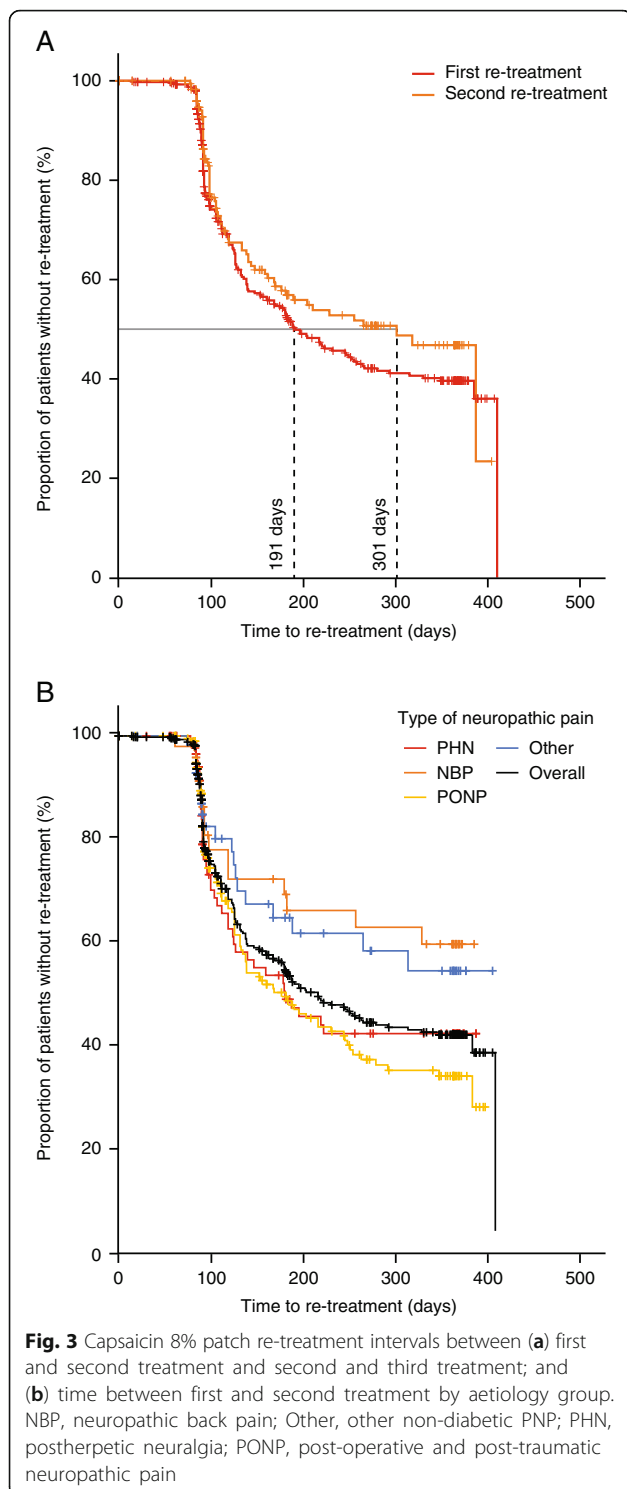 A
First re-treatment
Second re-treatment
Proportion of patients without re-treatment (%)
100
80
60
40
20
0
191 days
301 days
0 100 200 300 400 500
Time to re-treatment (days)
B
Type of neuropathic pain
PHN Other
NBP Overall
PONP
Proportion of patients without re-treatment (%)
100
80
60
40
20
0
0 100 200 300 400 500
Time to re-treatment (days)
Fig. 3 Capsaicin 8% patch re-treatment intervals between (a) first
and second treatment and second and third treatment; and
(b) time between first and second treatment by aetiology group.
NBP, neuropathic back pain; Other, other non-diabetic PNP; PHN,
postherpetic neuralgia; PONP, post-operative and post-traumatic
neuropathic pain